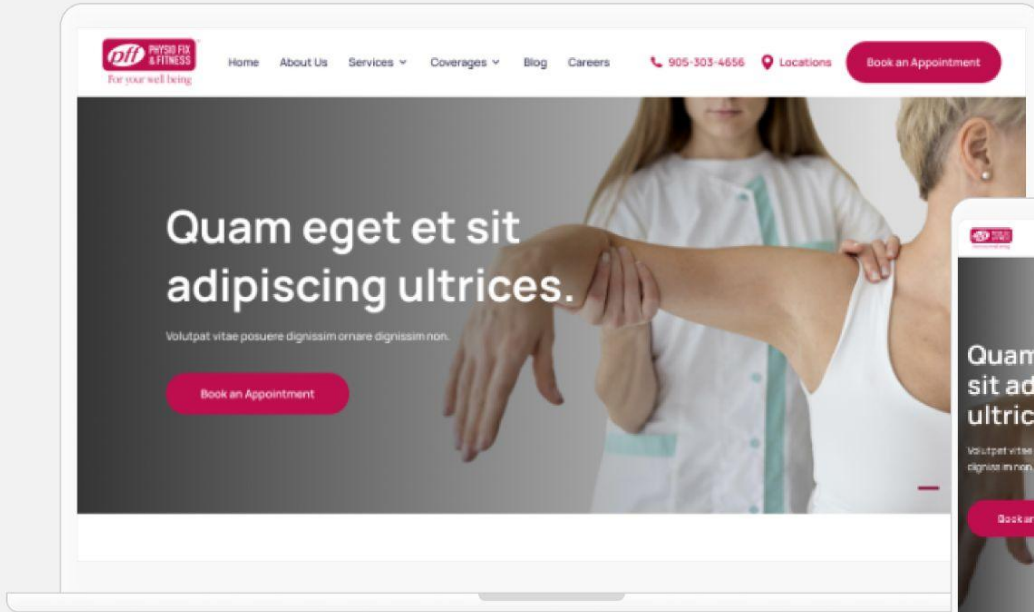 pff PHYSIO FIX
& FITNESS
For your well being
Home About Us Services Coverages Blog Careers 905-303-4656 Locations Book an Appointment
Quam eget et sit
adipiscing ultrices.
Volutpat vitae posuere dignissim ornare dignissim non.
Book an Appointment
Quam
sit ad
ultric
Volutpat vitae
dignissim non.
Book an